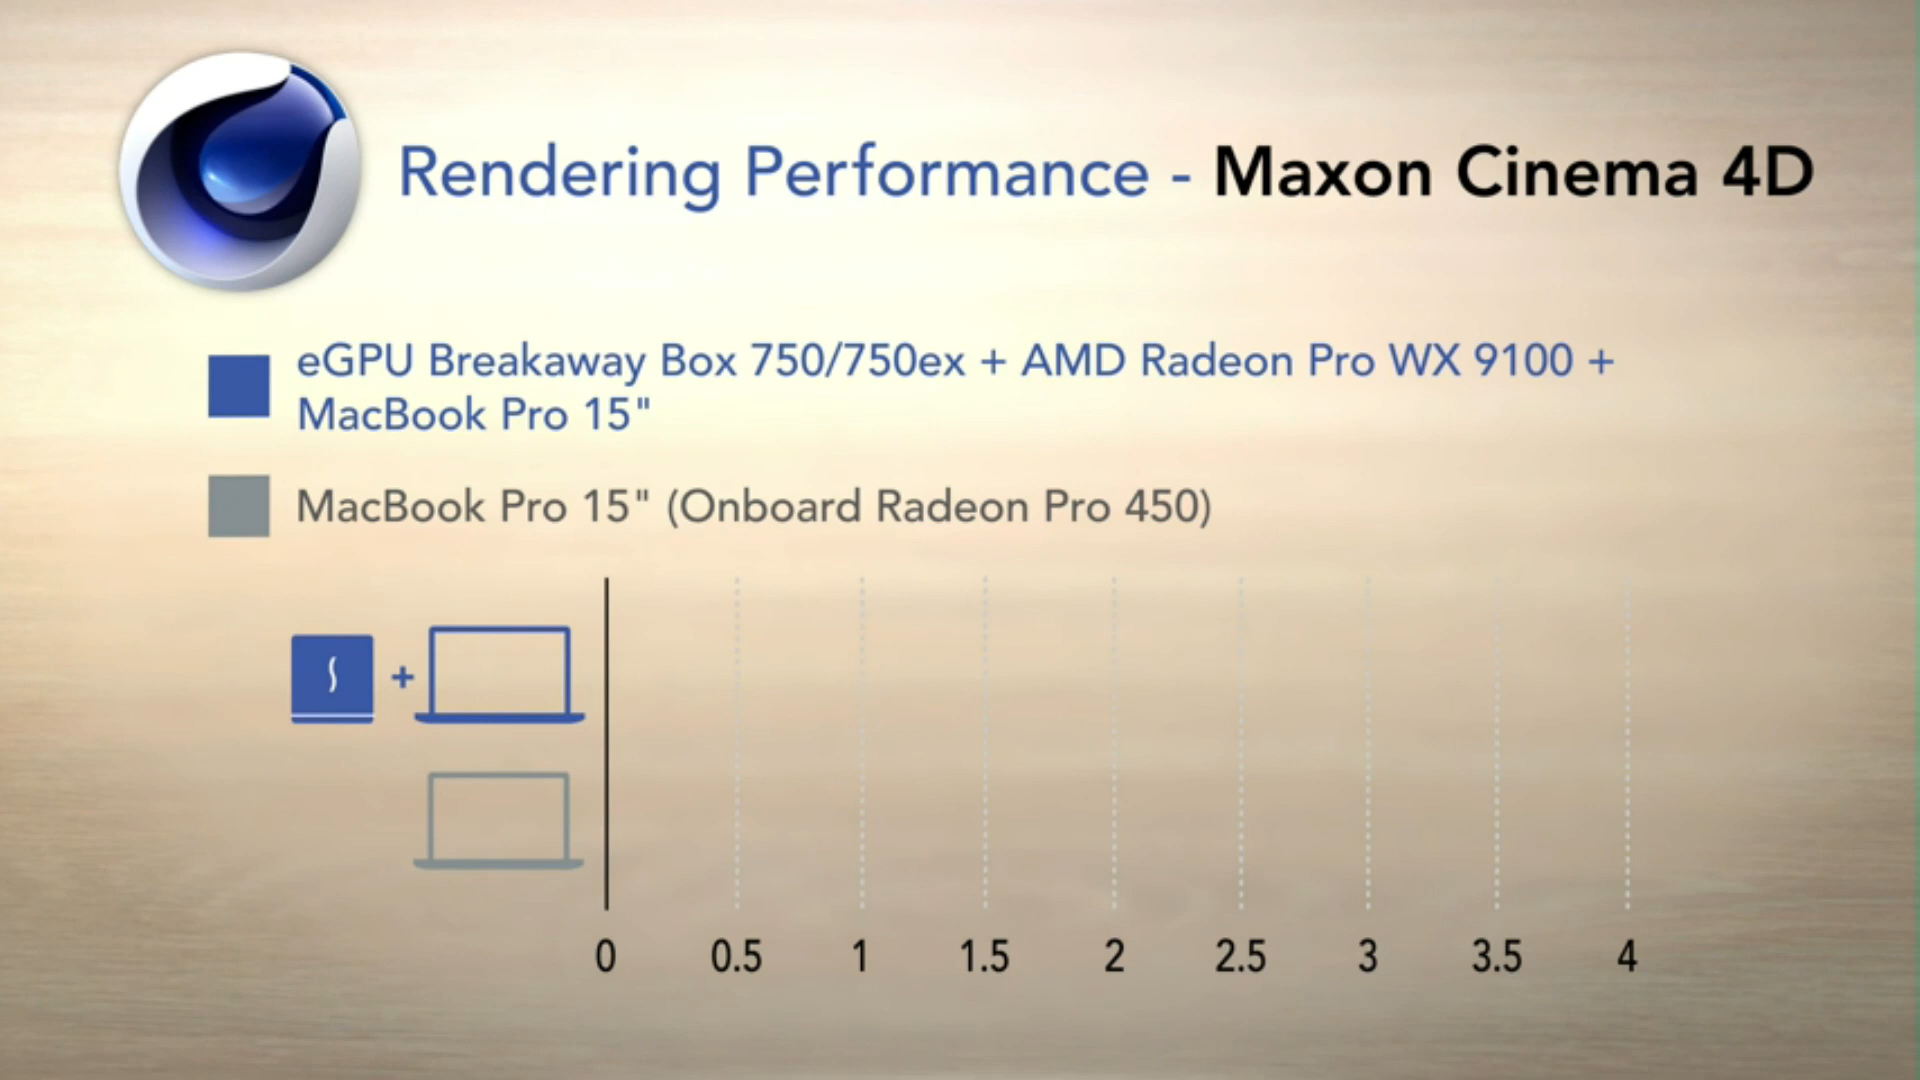 Rendering Performance - Maxon Cinema 4D
eGPU Breakaway Box 750/750ex + AMD Radeon Pro WX 9100 +
MacBook Pro 15"
MacBook Pro 15" (Onboard Radeon Pro 450)
+
0 0.5 1 1.5 2 2.5 3 3.5 4